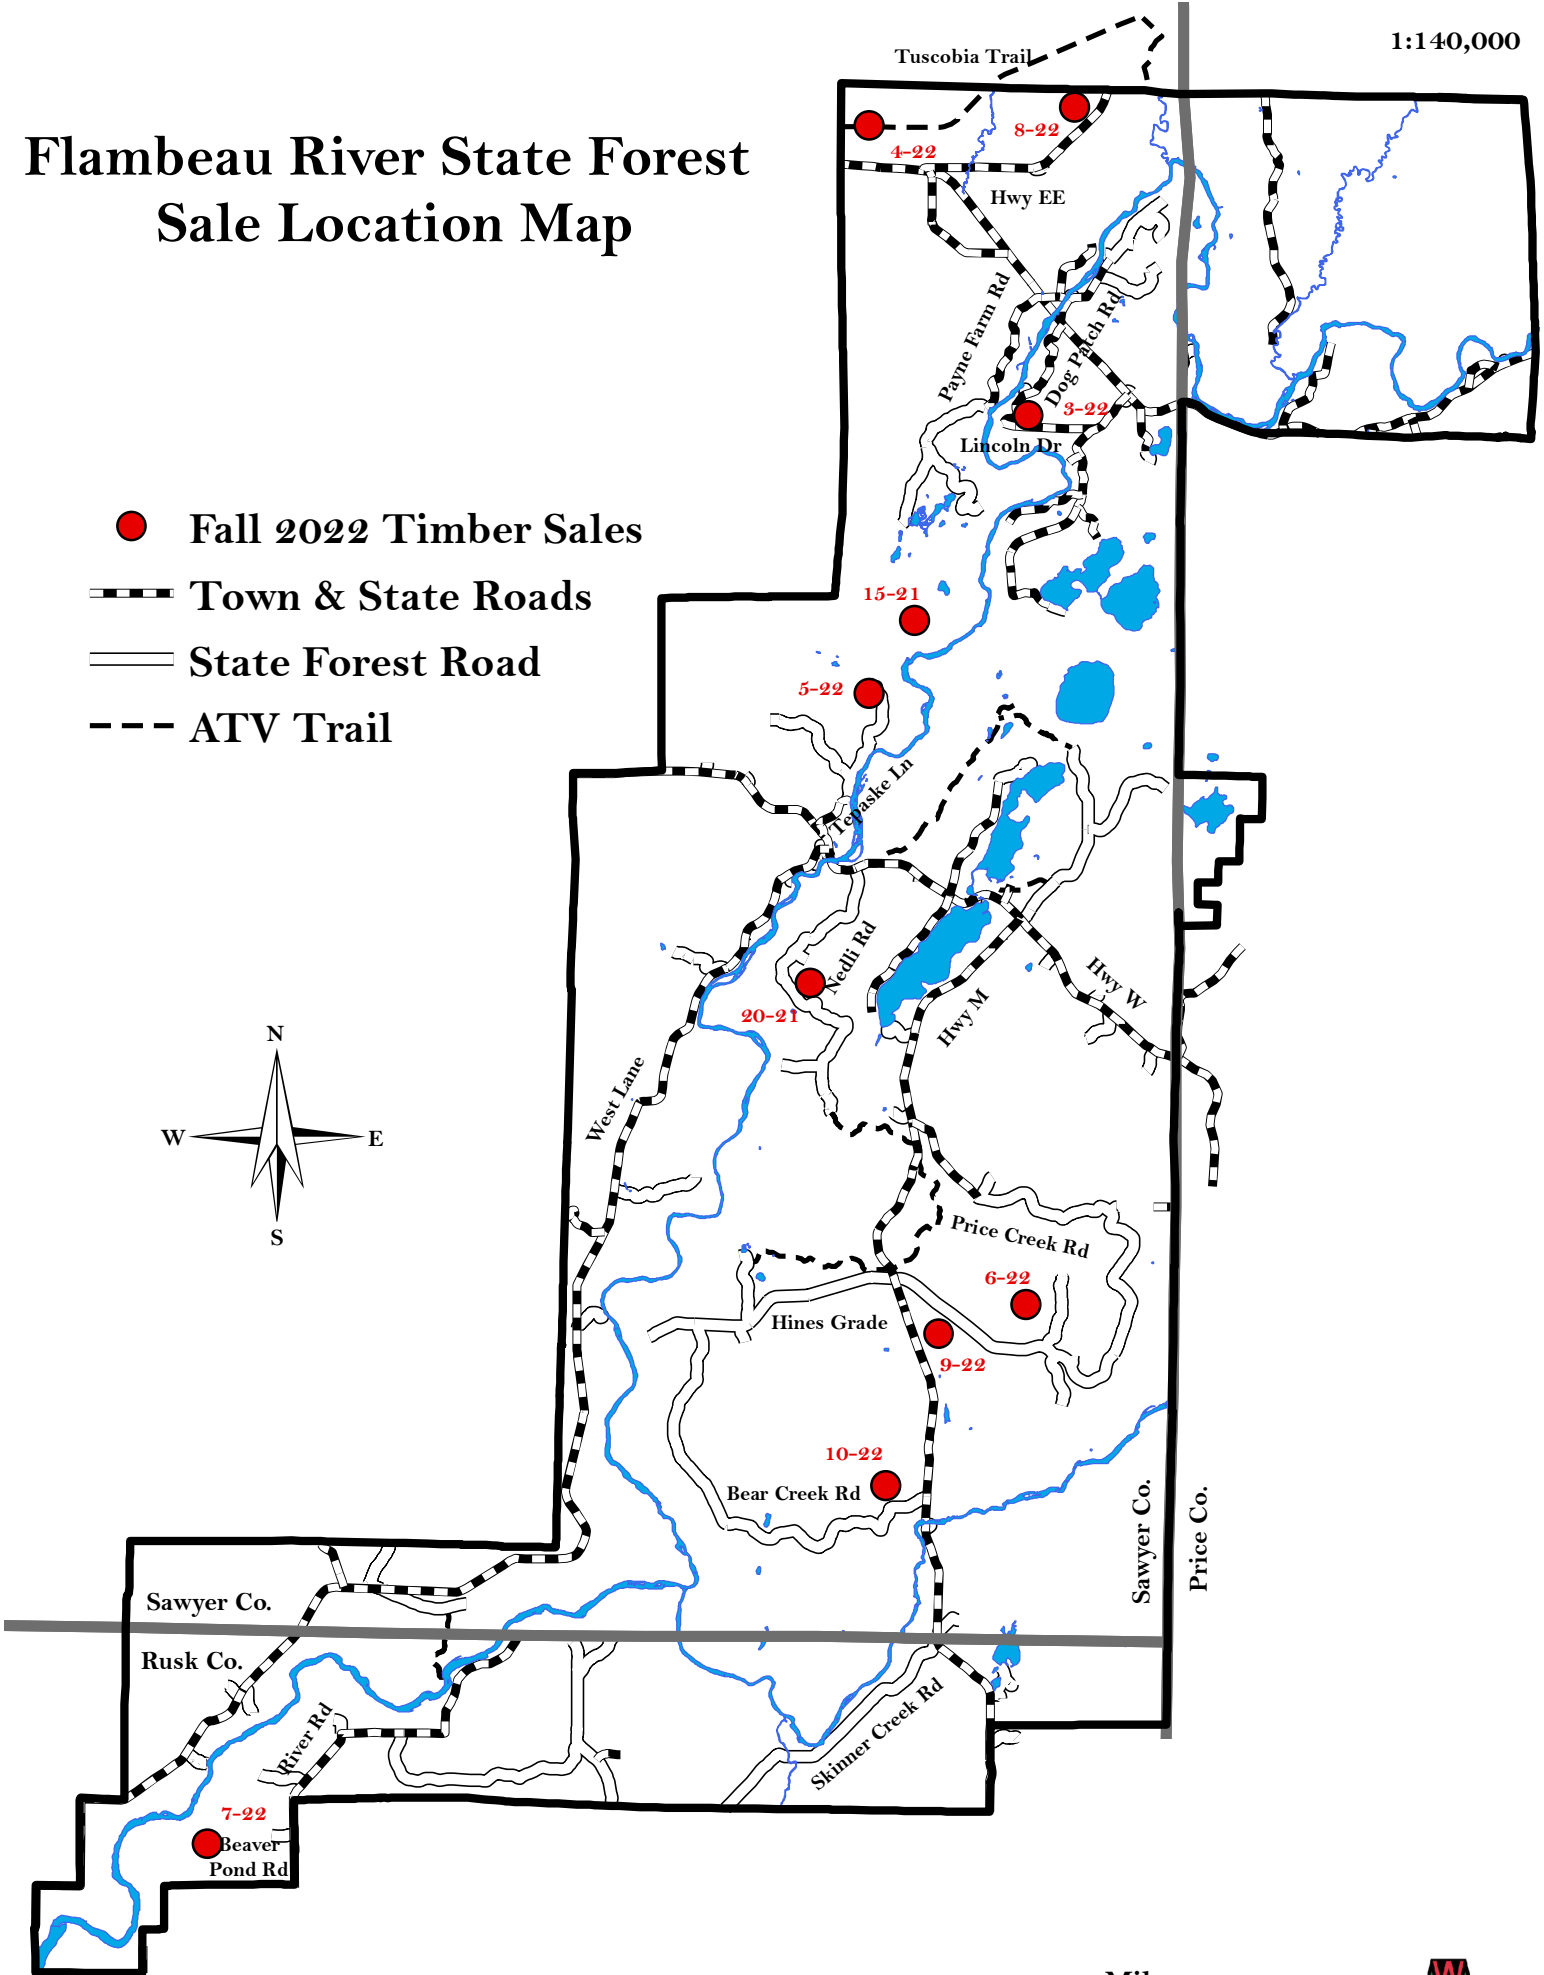 1:140,000
Tuscobia Trail
Flambeau River State Forest
Sale Location Map
8-22
4-22
Hwy EE
Payne Farm Rd
Dog Patch Rd
3-22
Lincoln Dr
Fall 2022 Timber Sales
Town & State Roads
State Forest Road
ATV Trail
15-21
5-22
Tepaske Ln
Nedli Rd
20-21
Hwy M
Hwy W
West Lane
N
W
E
S
Price Creek Rd
6-22
Hines Grade
9-22
10-22
Bear Creek Rd
Sawyer Co.
Price Co.
Sawyer Co.
Rusk Co.
River Rd
Skinner Creek Rd
7-22
Beaver
Pond Rd